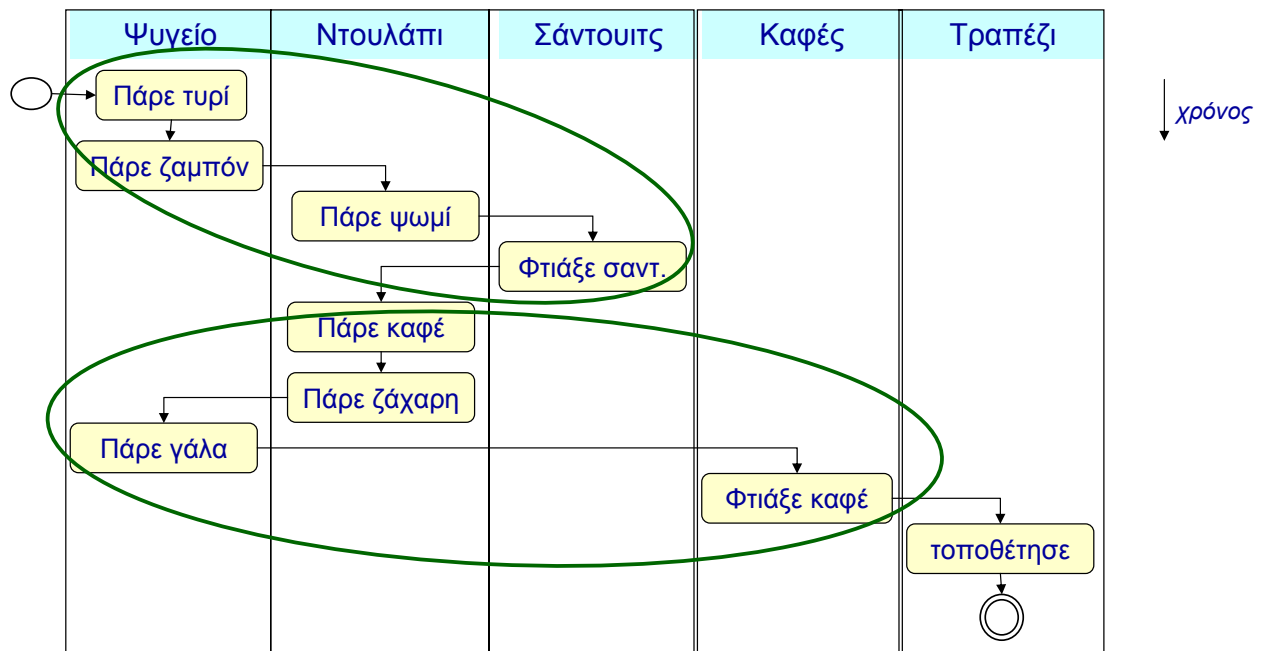 Ψυγείο
Ντουλάπι
Σάντουιτς
Καφές
Τραπέζι
Πάρε τυρί
χρόνος
Πάρε ζαμπόν
Πάρε ψωμί
Φτιάξε σαντ.
Πάρε καφέ
Πάρε ζάχαρη
Πάρε γάλα
Φτιάξε καφέ
τοποθέτησε